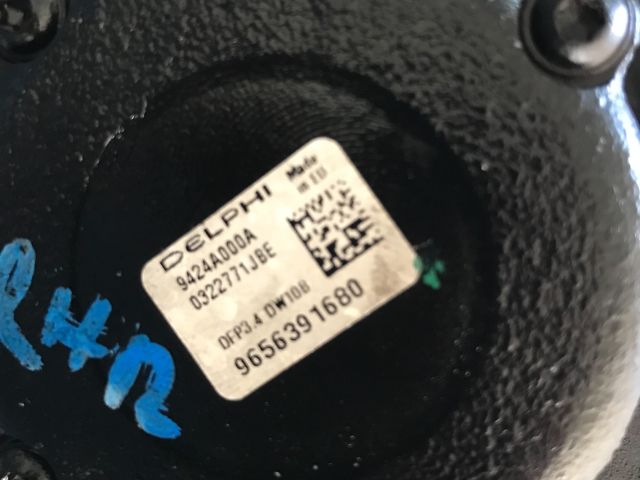 DELPHI
Made
in EU
9424A000A
0322771JBE
DFP3.4 DW10B
9656391680